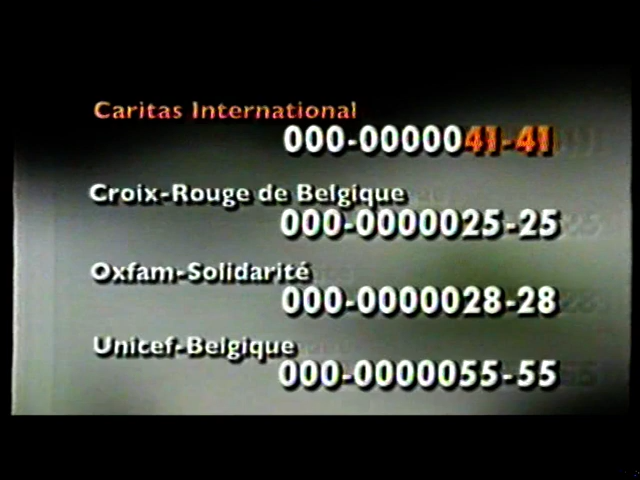 Caritas International
000-0000041-41
Croix-Rouge de Belgique
000-0000025-25
Oxfam-Solidarité
000-0000028-28
Unicef-Belgique
000-0000055-55